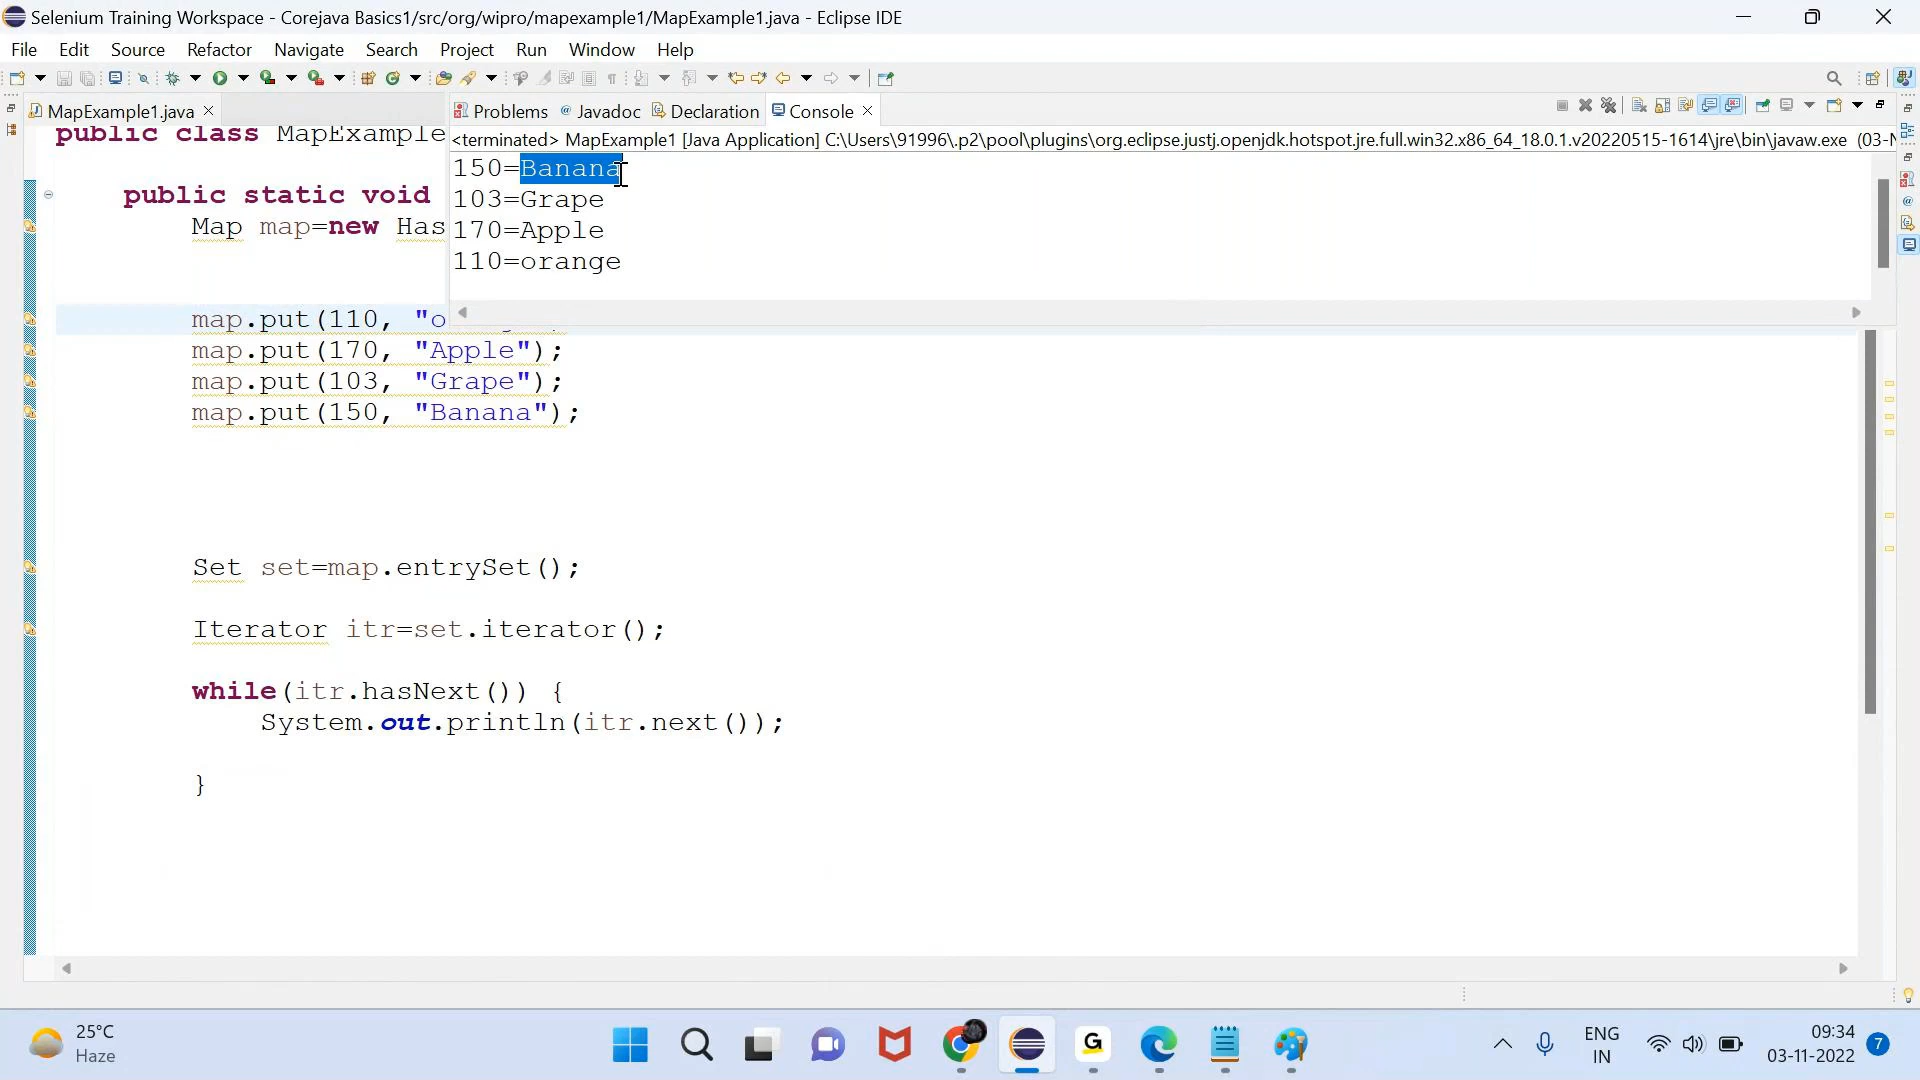 Selenium Training Workspace - Corejava Basics1/src/org/wipro/mapexample1/MapExample1.java - Eclipse IDE
File Edit Source Refactor Navigate Search Project Run Window Help
MapExample1.java
Problems Javadoc Declaration Console
<terminated> MapExample1 [Java Application] C:\Users\91996\.p2\pool\plugins\org.eclipse.justj.openjdk.hotspot.jre.full.win32.x86_64_18.0.1.v20220515-1614\jre\bin\javaw.exe (03-N
150=Banana
103=Grape
170=Apple
110=orange
public class MapExample
public static void
Map map=new Has
map.put(110, "o
map.put(170, "Apple");
map.put(103, "Grape");
map.put(150, "Banana");
Set set=map.entrySet();
Iterator itr=set.iterator();
while(itr.hasNext()) {
System.out.println(itr.next());
}
25°C
Haze
G
ENG
IN
09:34
03-11-2022
7